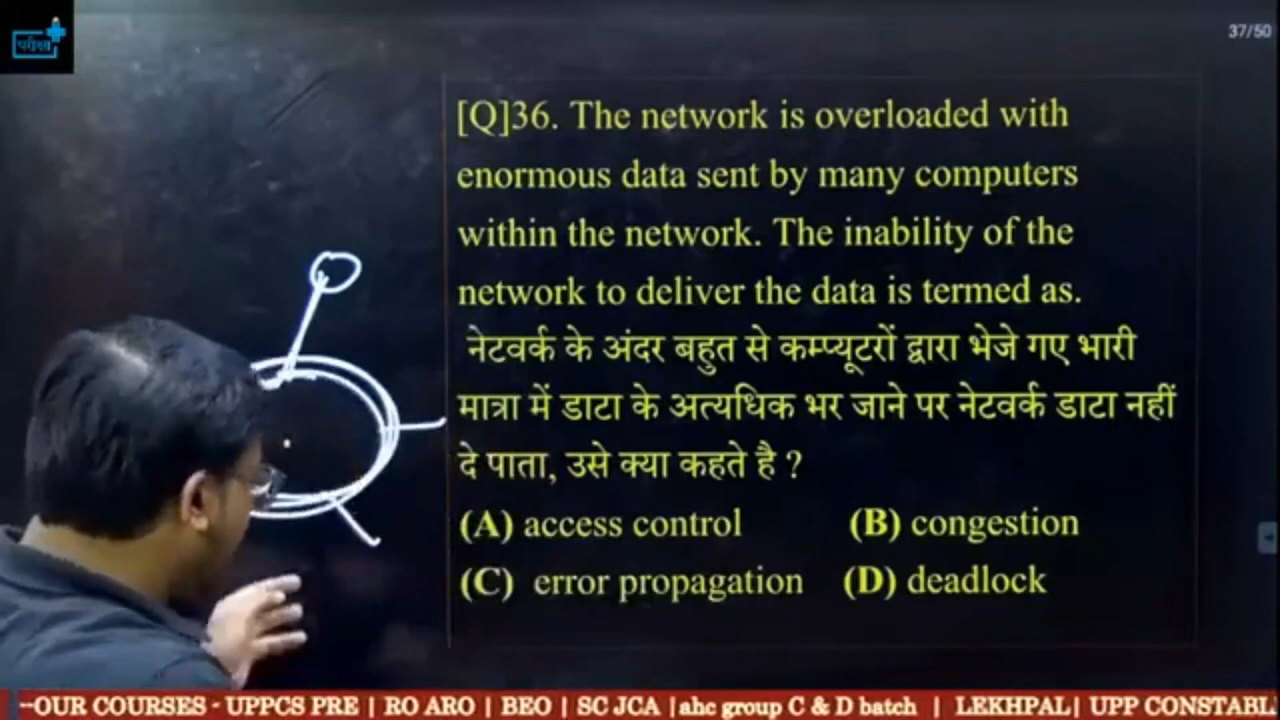 परीक्षा
37/50
[Q]36. The network is overloaded with
enormous data sent by many computers
within the network. The inability of the
network to deliver the data is termed as.
नेटवर्क के अंदर बहुत से कम्प्यूटरों द्वारा भेजे गए भारी
मात्रा में डाटा के अत्यधिक भर जाने पर नेटवर्क डाटा नहीं
दे पाता, उसे क्या कहते है ?
(A) access control (B) congestion
(C) error propagation (D) deadlock
--OUR COURSES - UPPCS PRE | RO ARO | BEO | SC JCA |ahc group C & D batch | LEKHPAL| UPP CONSTABL